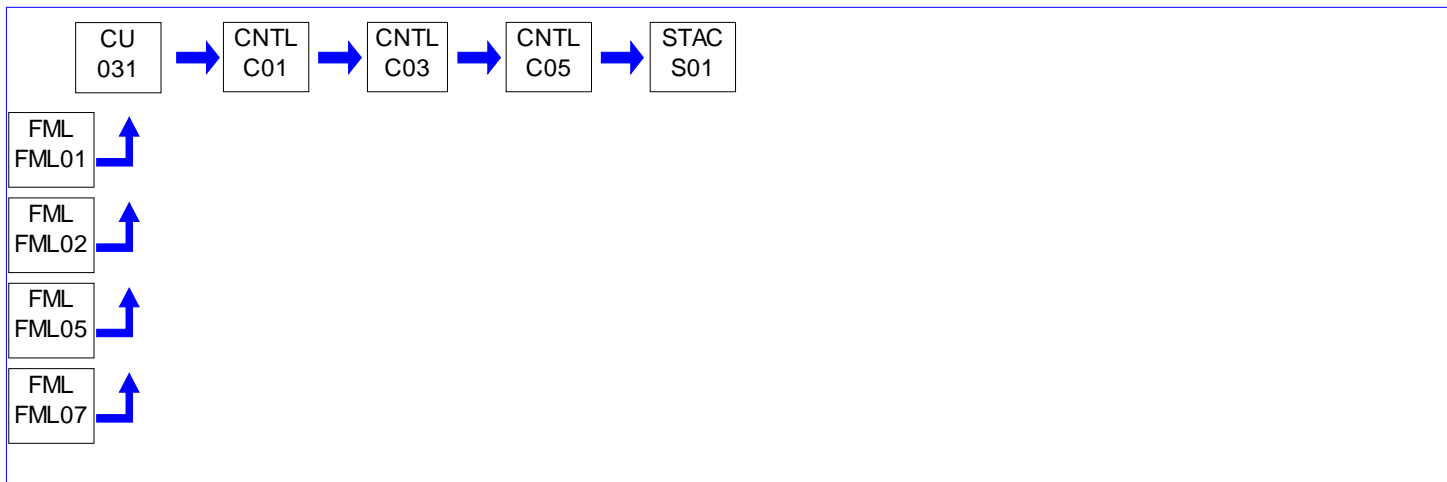 CU
031
CNTL
C01
CNTL
C03
CNTL
C05
STAC
S01
FML
FML01
FML
FML02
FML
FML05
FML
FML07